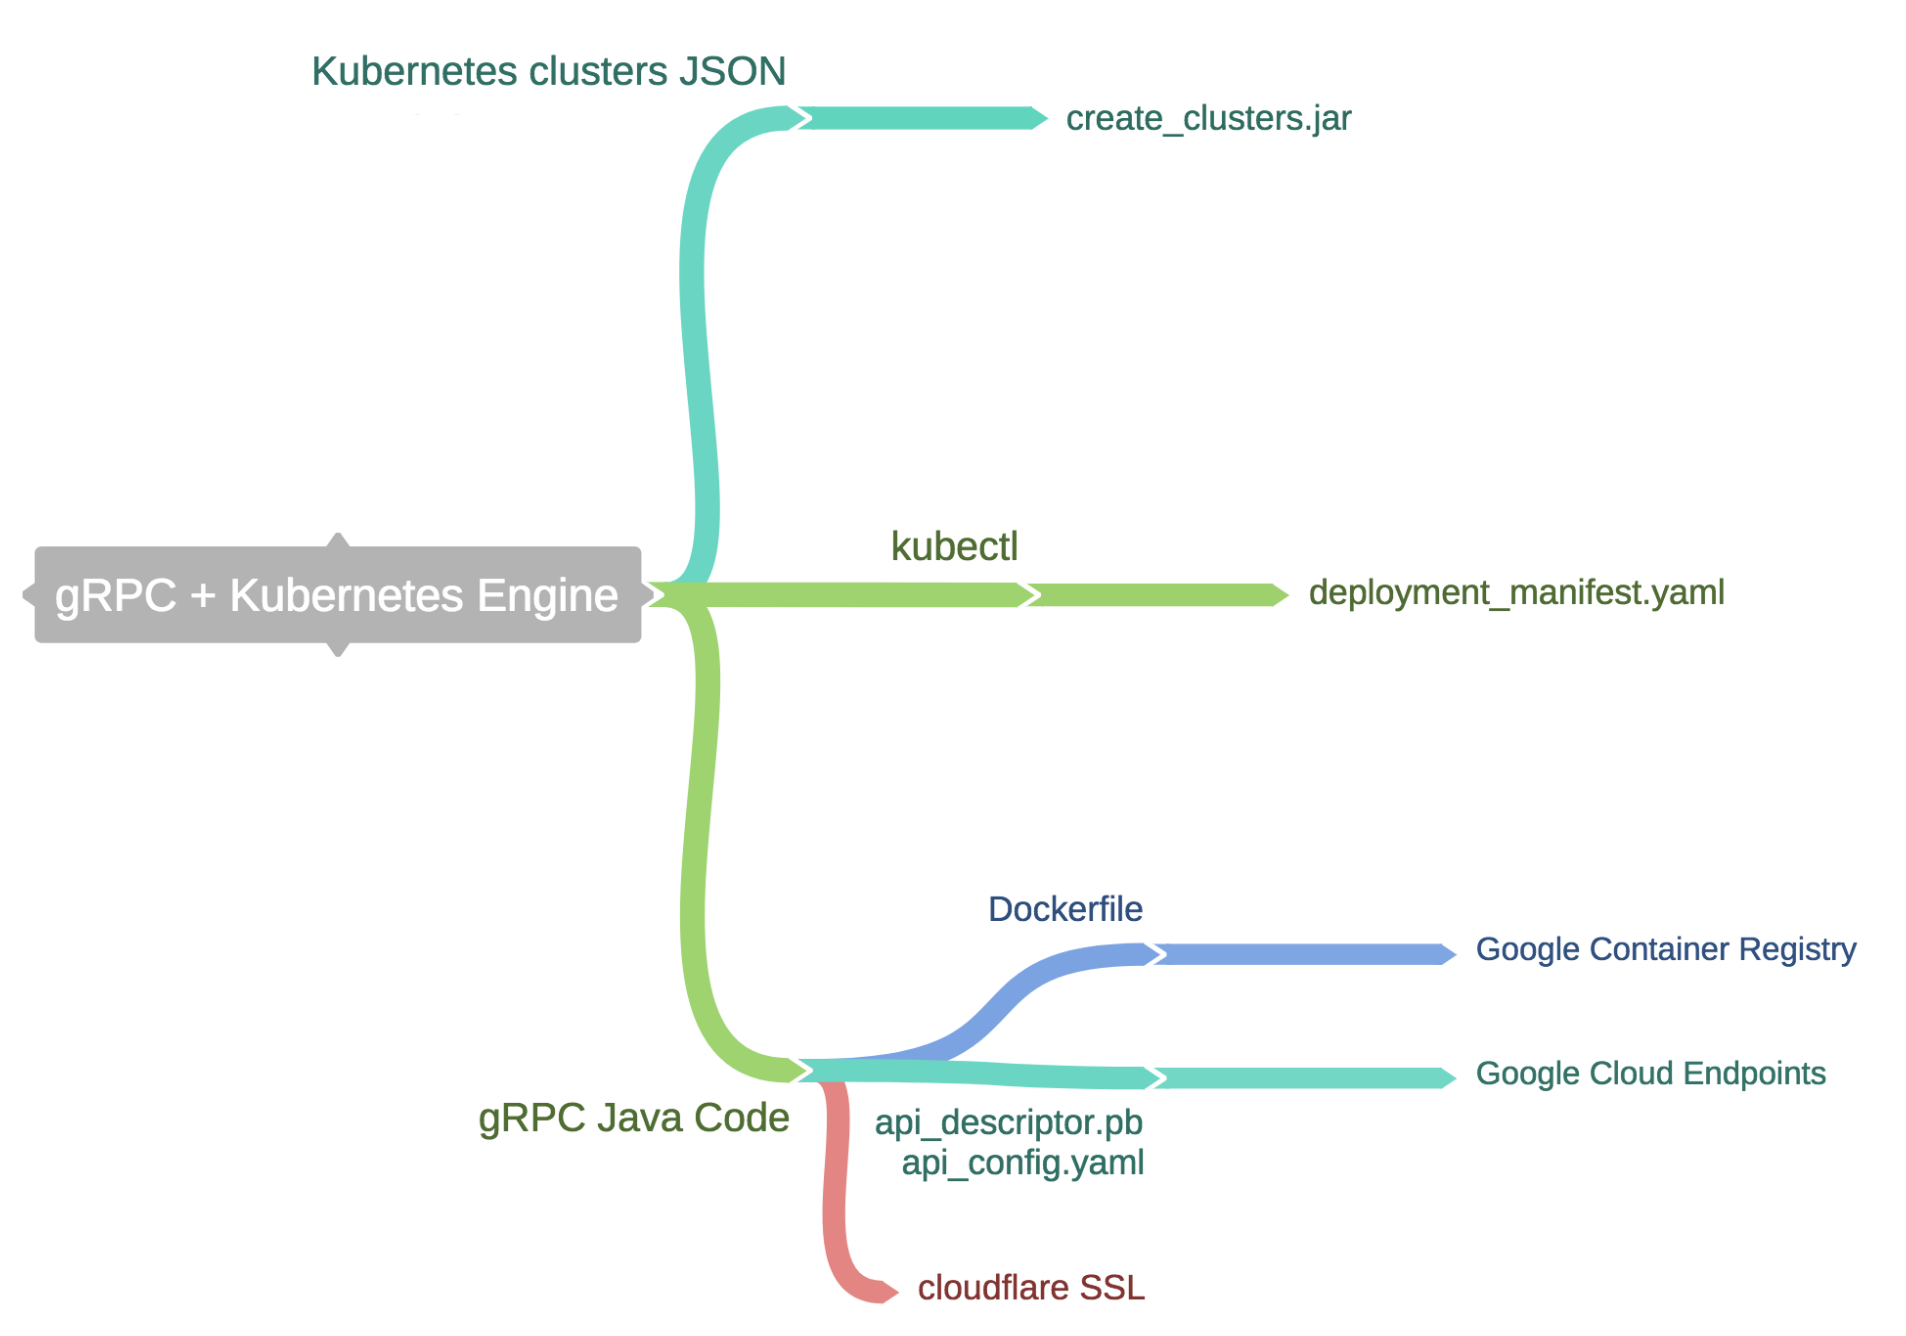 Kubernetes clusters JSON
create_clusters.jar
kubectl
gRPC + Kubernetes Engine
deployment_manifest.yaml
Dockerfile
Google Container Registry
Google Cloud Endpoints
gRPC Java Code
api_descriptor.pb
api_config.yaml
cloudflare SSL